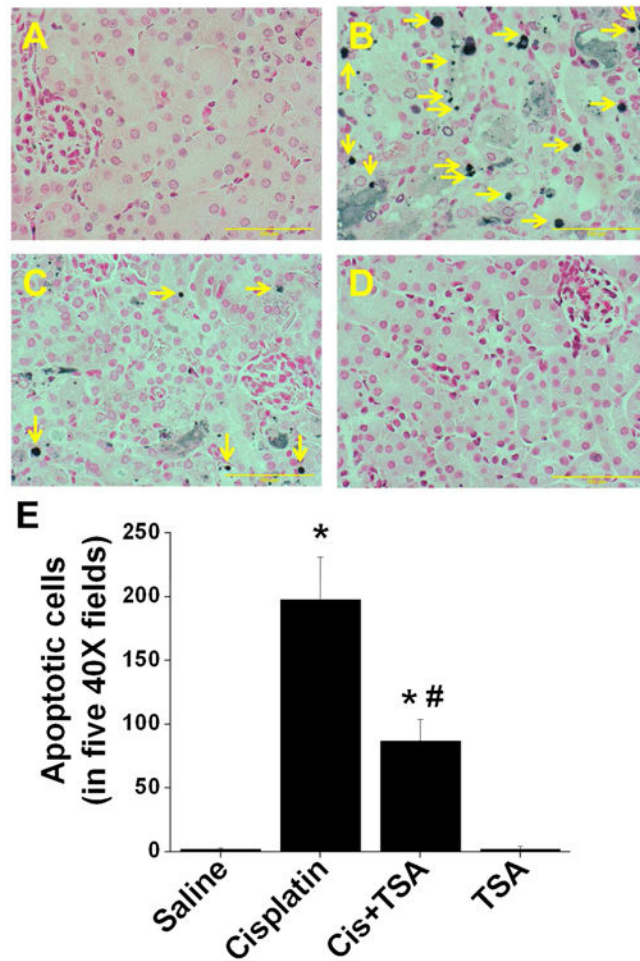 A
B
C
D
E
250
200
150
100
50
0
Apoptotic cells
(in five 40X fields)
*
* #
Saline
Cisplatin
Cis+TSA
TSA